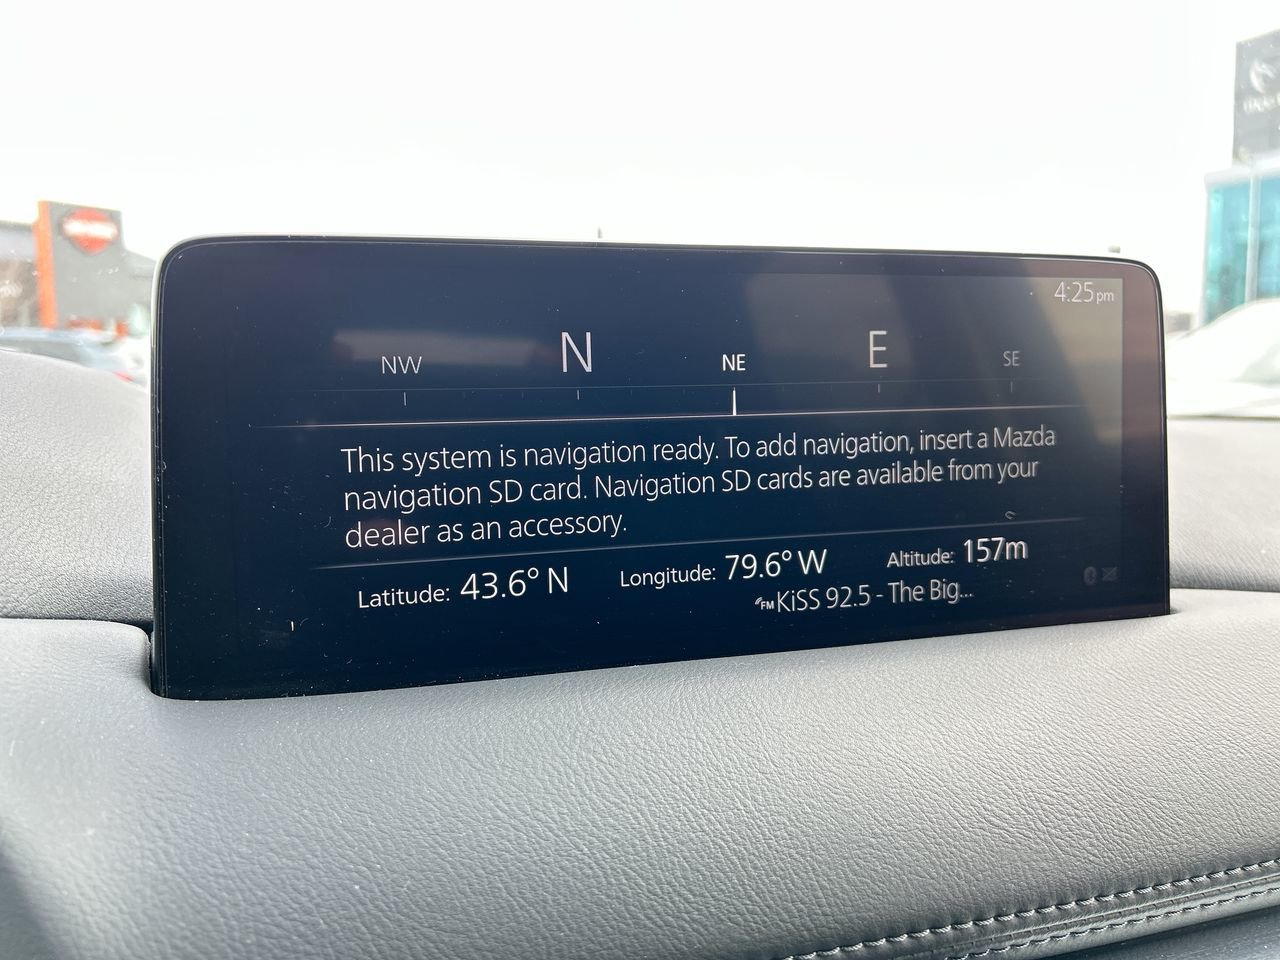 4:25pm
NW N NE E SE
This system is navigation ready. To add navigation, insert a Mazda
navigation SD card. Navigation SD cards are available from your
dealer as an accessory.
Latitude: 43.6° N Longitude: 79.6° W Altitude: 157m
FM KiSS 92.5 - The Big...